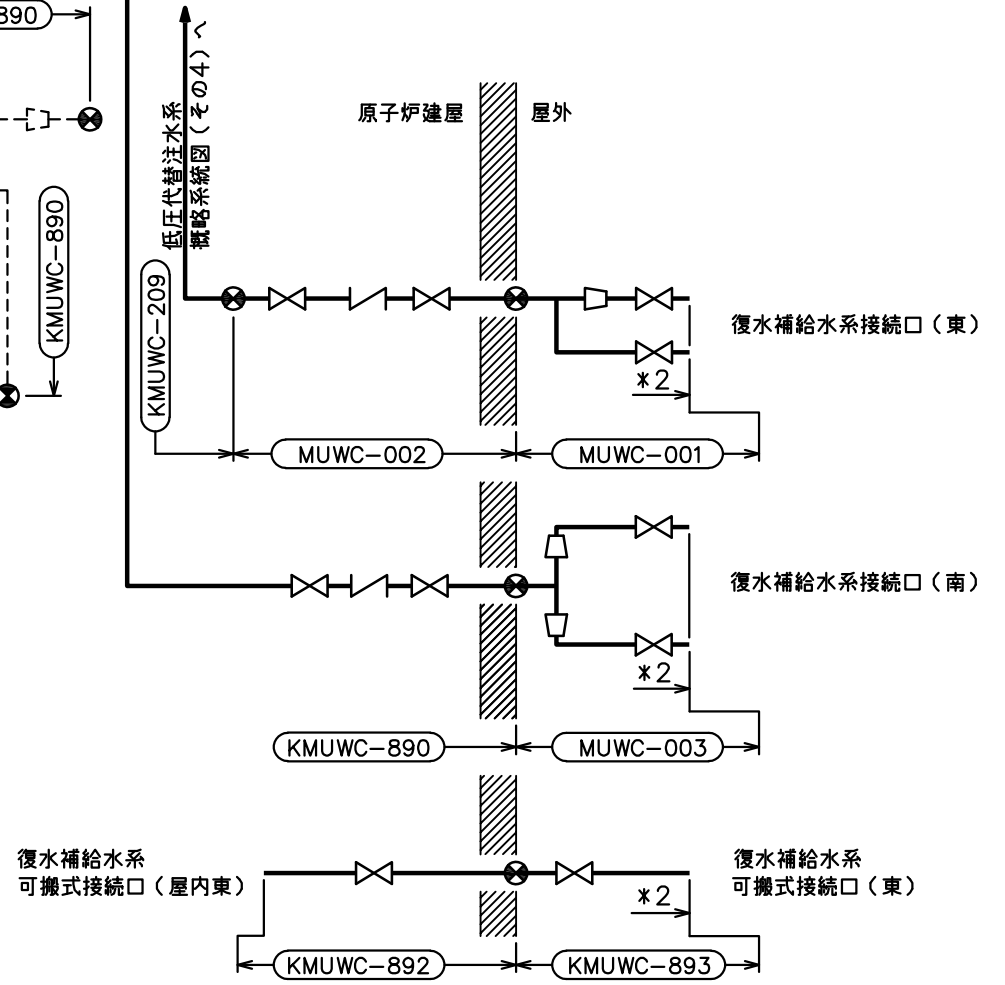 890
低圧代替注水系
概略系統図（その４）へ
原子炉建屋
屋外
KMUWC-890
KMUWC-209
復水補給水系接続口（東）
*2
MUWC-002
MUWC-001
復水補給水系接続口（南）
*2
KMUWC-890
MUWC-003
復水補給水系
可搬式接続口（屋内東）
復水補給水系
可搬式接続口（東）
*2
KMUWC-892
KMUWC-893